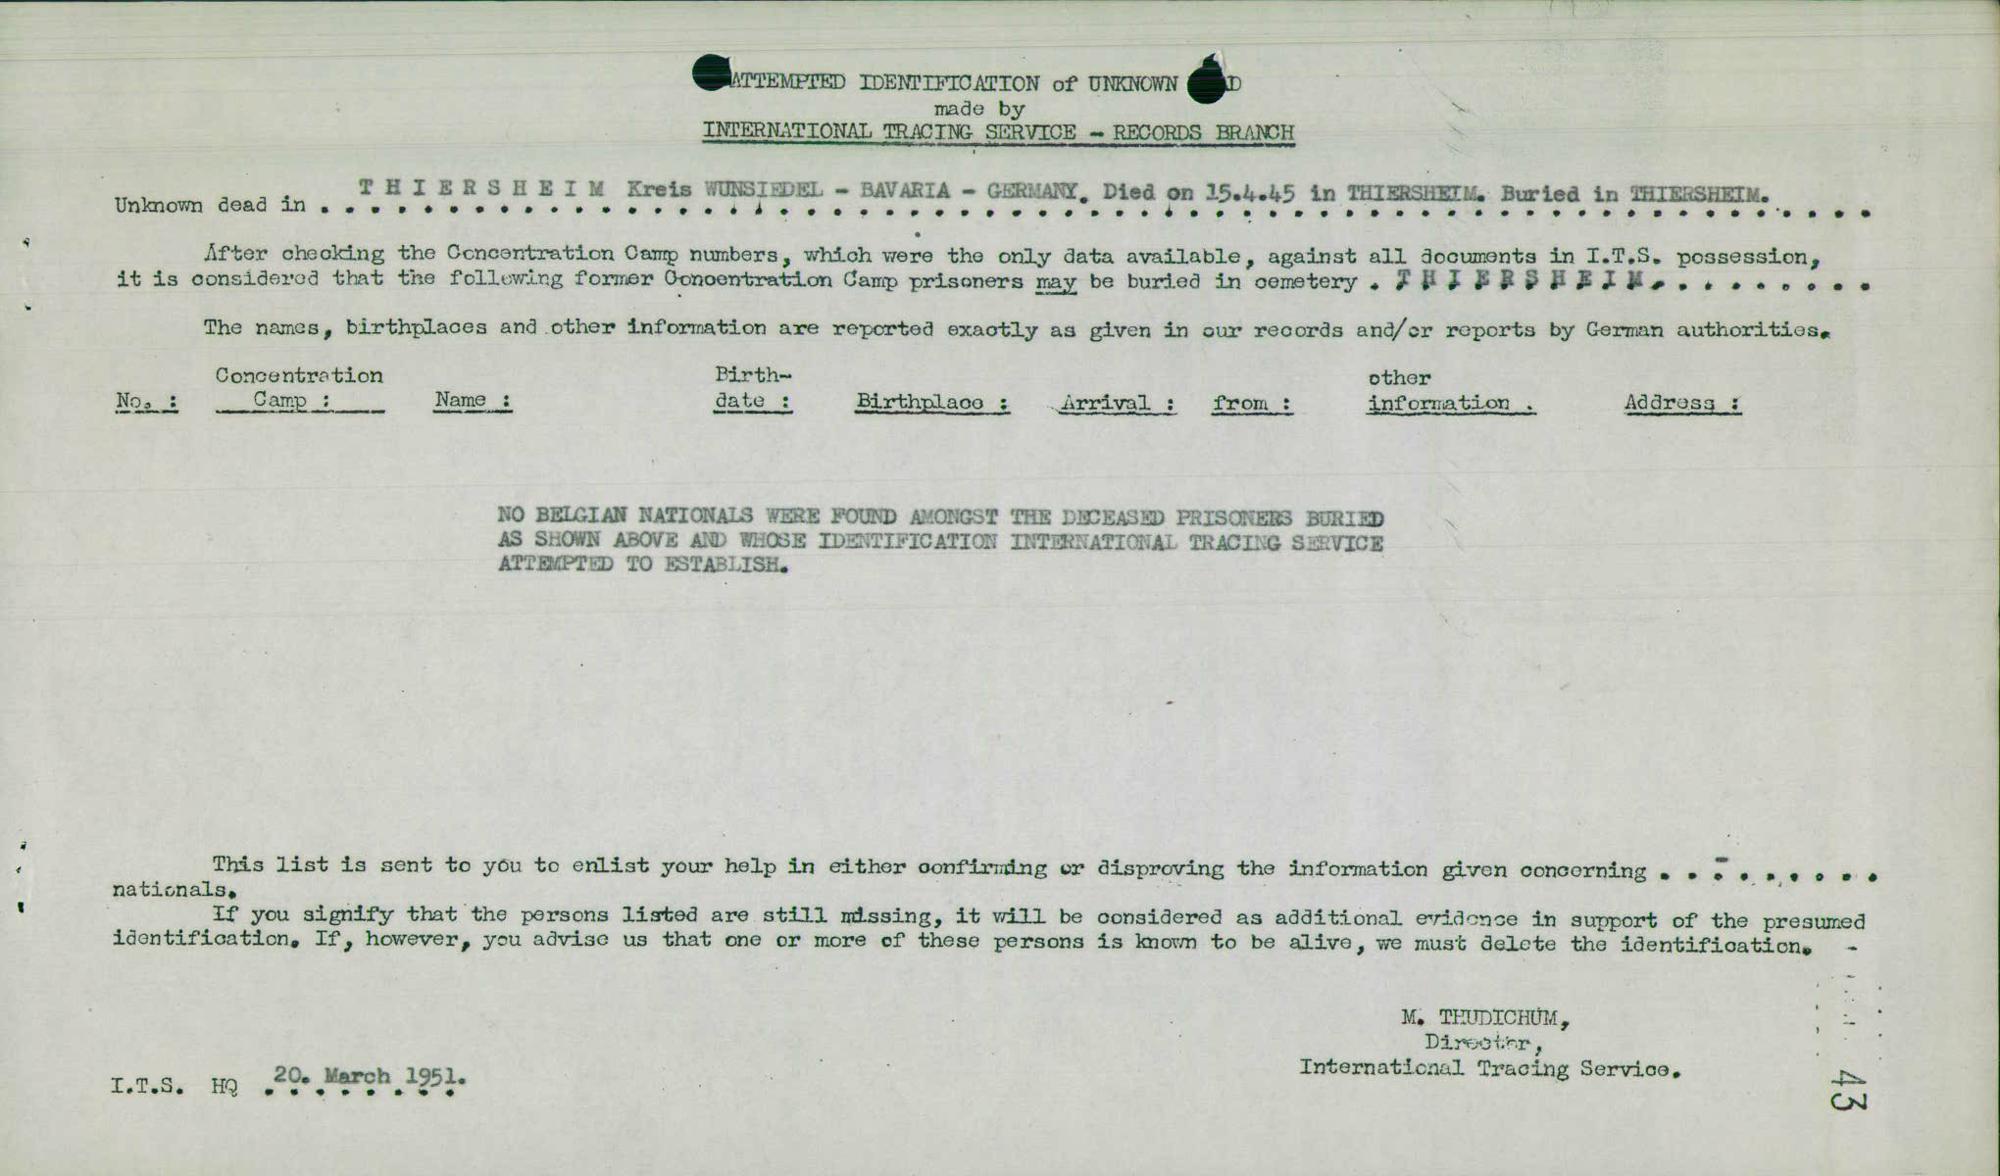 ATTEMPTED IDENTIFICATION of UNKNOWN
made by
INTERNATIONAL TRACING SERVICE - RECORDS BRANCH
Unknown dead in . THIERSHEIM Kreis WUNSIEDEL - BAVARIA - GERMANY. Died on 15.4.45 in THIERSHEIM. Buried in THIERSHEIM.
After checking the Concentration Camp numbers, which were the only data available, against all documents in I.T.S. possession,
it is considered that the following former Concentration Camp prisoners may be buried in cemetery . THIERSHEIM. . . . . . . . .
The names, birthplaces and other information are reported exactly as given in our records and/or reports by German authorities.
Concentration Birth- other
No. : Camp : Name : date : Birthplace : Arrival : from : information . Address :
NO BELGIAN NATIONALS WERE FOUND AMONGST THE DECEASED PRISONERS BURIED
AS SHOWN ABOVE AND WHOSE IDENTIFICATION INTERNATIONAL TRACING SERVICE
ATTEMPTED TO ESTABLISH.
This list is sent to you to enlist your help in either confirming or disproving the information given concerning . . - . . . . . .
nationals.
If you signify that the persons listed are still missing, it will be considered as additional evidence in support of the presumed
identification. If, however, you advise us that one or more of these persons is known to be alive, we must delete the identification. -
M. THUDICHUM,
Director,
International Tracing Service.
I.T.S. HQ 20. March 1951.
43